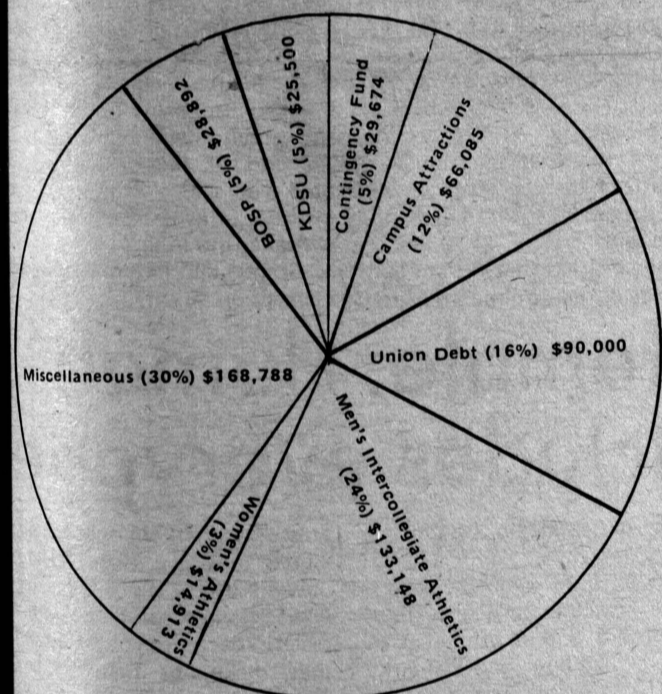 BOSP (5%) $28,892
KDSU (5%) $25,500
Contingency Fund
(5%) $29,674
Campus Attractions
(12%) $66,085
Union Debt (16%) $90,000
Men's Intercollegiate Athletics
(24%) $133,148
Women's Athletics
(3%) $14,913
Miscellaneous (30%) $168,788